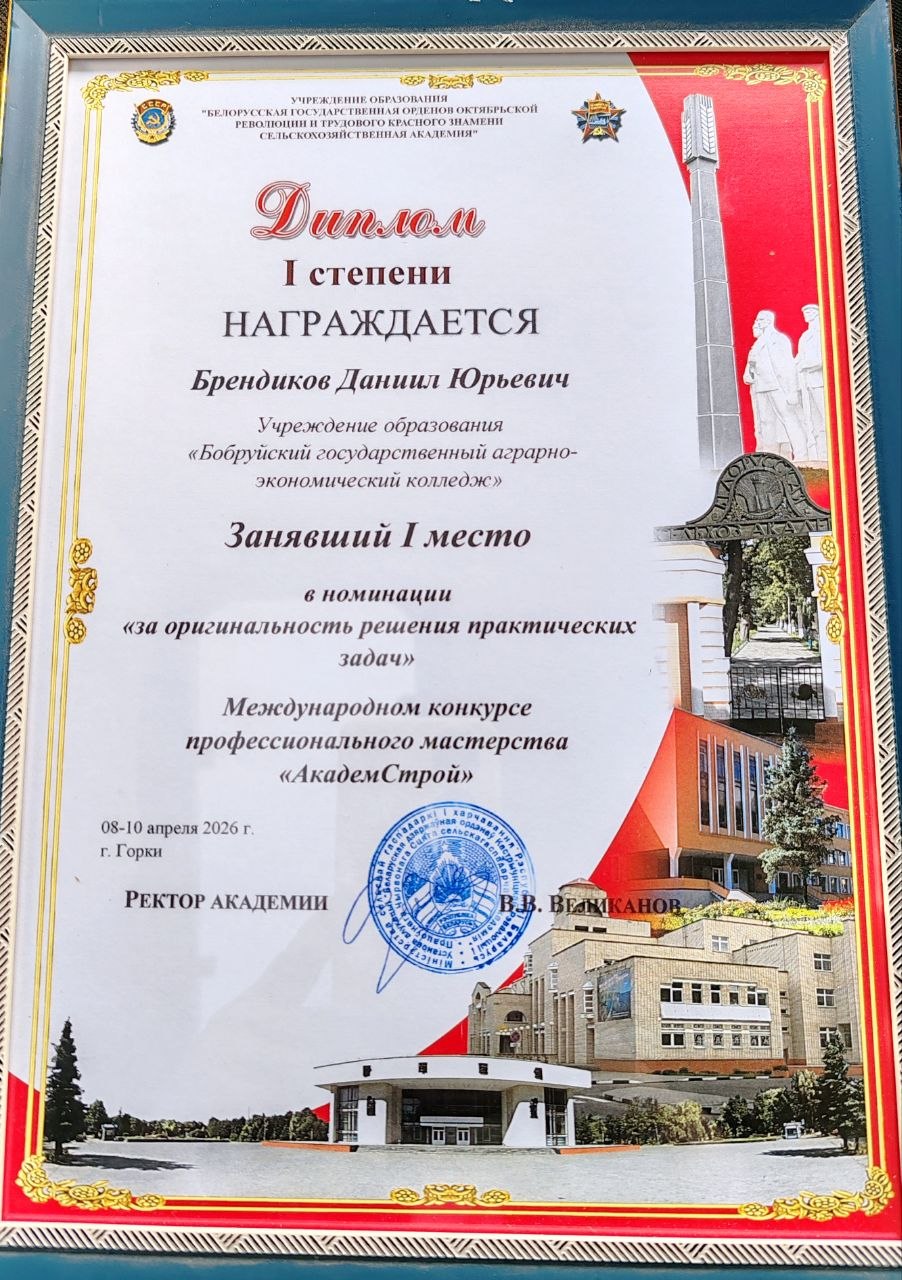 УЧРЕЖДЕНИЕ ОБРАЗОВАНИЯ
"БЕЛОРУССКАЯ ГОСУДАРСТВЕННАЯ ОРДЕНОВ ОКТЯБРЬСКОЙ
РЕВОЛЮЦИИ И ТРУДОВОГО КРАСНОГО ЗНАМЕНИ
СЕЛЬСКОХОЗЯЙСТВЕННАЯ АКАДЕМИЯ"
Диплом
I степени
НАГРАЖДАЕТСЯ
Брендиков Даниил Юрьевич
Учреждение образования
«Бобруйский государственный аграрно-
экономический колледж»
Занявший I место
в номинации
«за оригинальность решения практических
задач»
Международном конкурсе
профессионального мастерства
«АкадемСтрой»
08-10 апреля 2026 г.
г. Горки
РЕКТОР АКАДЕМИИ
В.В. ВЕЛИКАНОВ